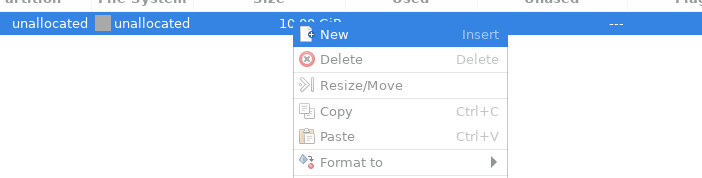 unallocated unallocated ---
New Insert
Delete Delete
Resize/Move
Copy Ctrl+C
Paste Ctrl+V
Format to